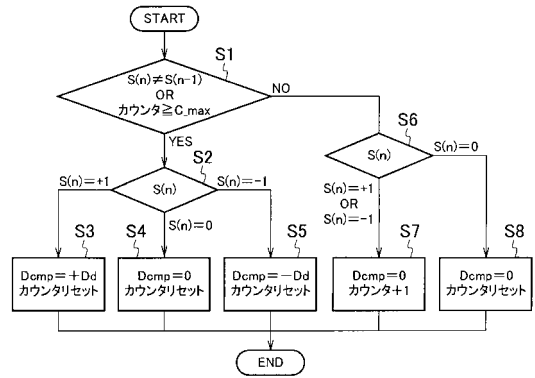 START
S1
S(n)≠S(n-1)
OR
カウンタ≧C_max
NO
YES
S2
S(n)
S(n)=+1
S(n)=-1
S(n)=0
S6
S(n)
S(n)=0
S(n)=+1
OR
S(n)=-1
S3
Dcmp=+Dd
カウンタリセット
S4
Dcmp=0
カウンタリセット
S5
Dcmp=-Dd
カウンタリセット
S7
Dcmp=0
カウンタ+1
S8
Dcmp=0
カウンタリセット
END